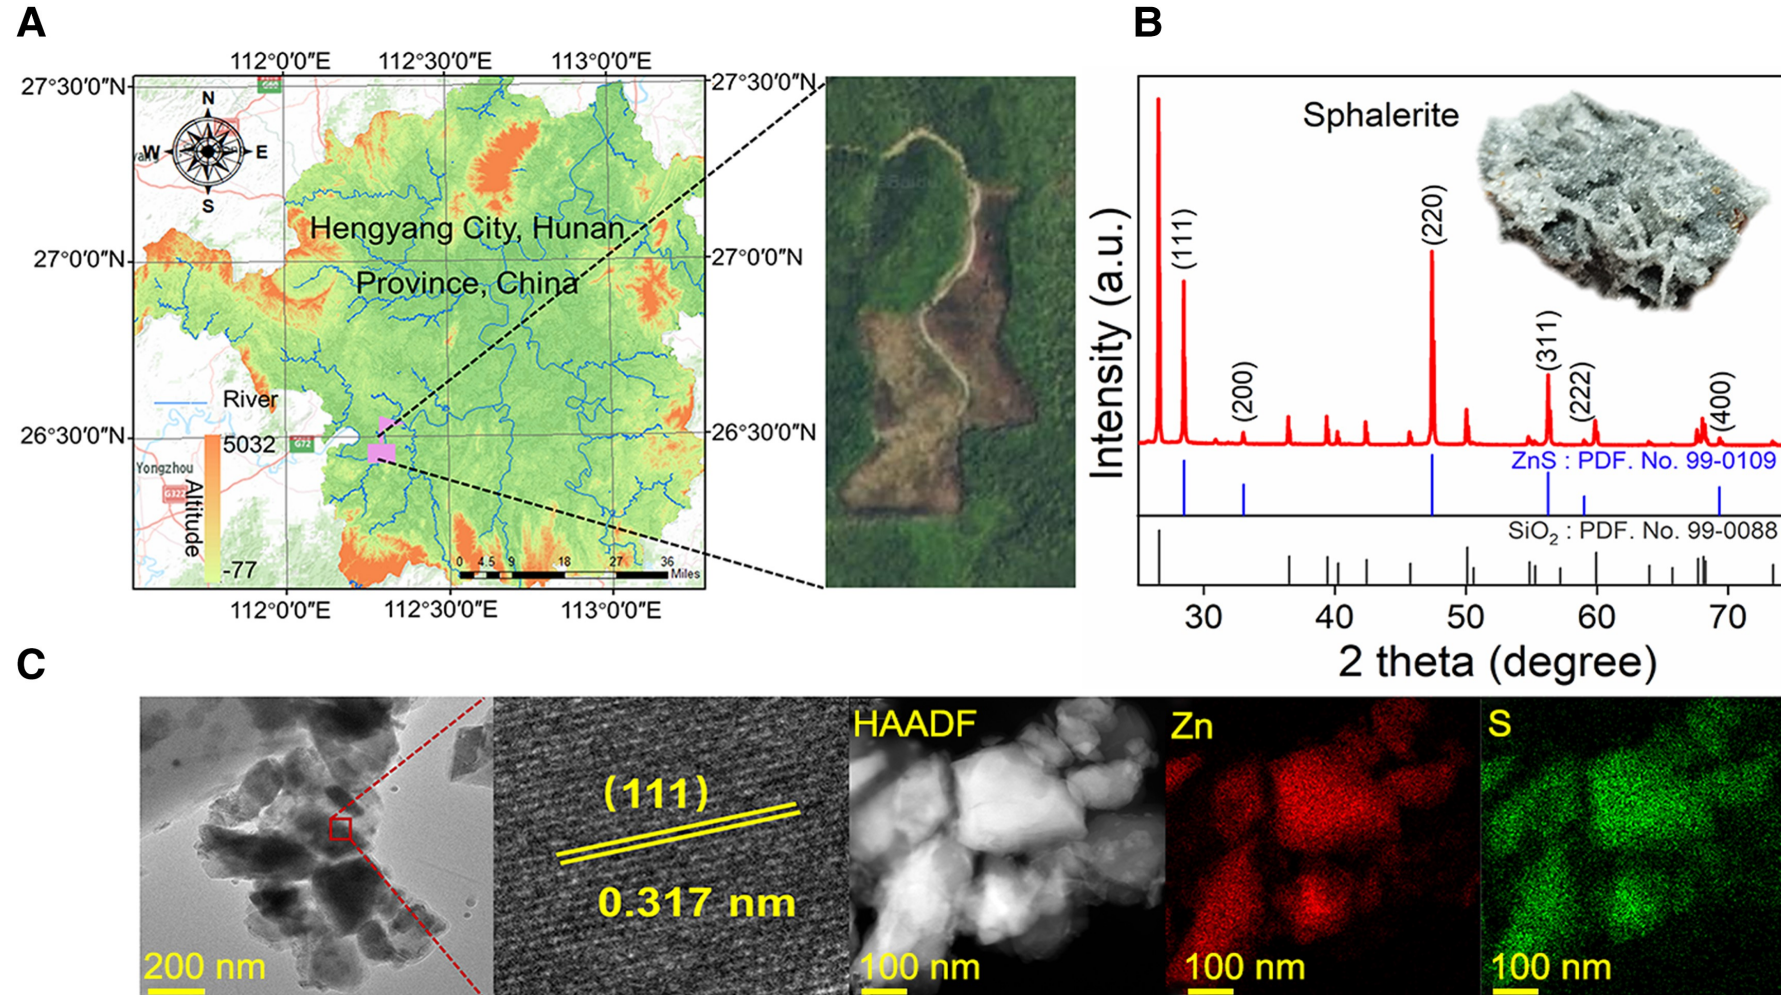 A
112°0′0″E 112°30′0″E 113°0′0″E
27°30′0″N
27°30′0″N
G60
N
W E
S
Hengyang City, Hunan
Province, China
27°0′0″N
27°0′0″N
River
5032
Altitude
-77
26°30′0″N
26°30′0″N
G72
Yongzhou
G322
0 4.5 9 18 27 36
Miles
112°0′0″E 112°30′0″E 113°0′0″E
B
Sphalerite
Intensity (a.u.)
(111)
(200)
(220)
(311)
(222)
(400)
ZnS : PDF. No. 99-0109
SiO₂ : PDF. No. 99-0088
30 40 50 60 70
2 theta (degree)
C
200 nm
(111)
0.317 nm
HAADF
100 nm
Zn
100 nm
S
100 nm